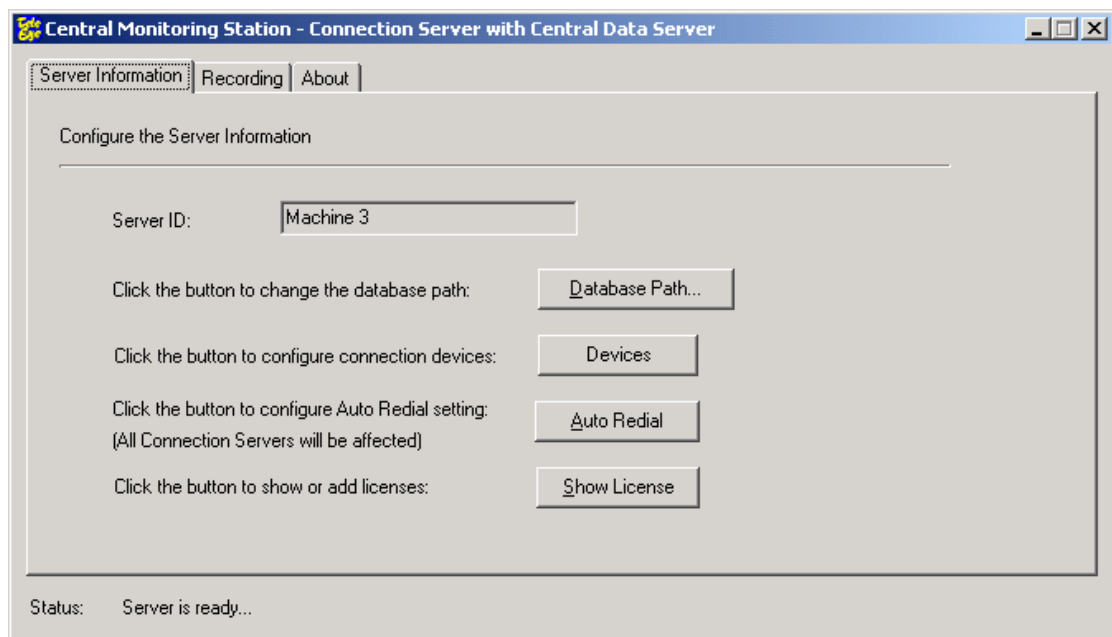 Tele Eye Central Monitoring Station - Connection Server with Central Data Server
Server Information Recording About
Configure the Server Information
Server ID: Machine 3
Click the button to change the database path: Database Path...
Click the button to configure connection devices: Devices
Click the button to configure Auto Redial setting: Auto Redial
(All Connection Servers will be affected)
Click the button to show or add licenses: Show License
Status: Server is ready...